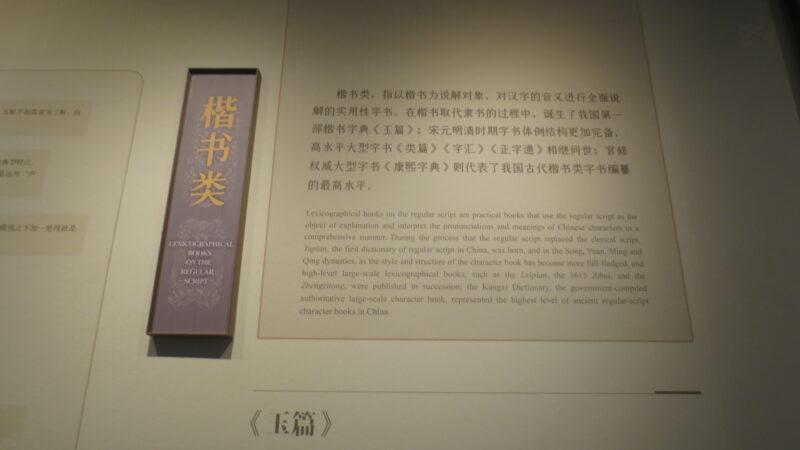 楷书类
LEXICOGRAPHICAL
BOOKS
ON THE
REGULAR
SCRIPT
楷书类，指以楷书为说解对象，对汉字的音义进行全面说
解的实用性字书。在楷书取代隶书的过程中，诞生了我国第一
部楷书字典《玉篇》；宋元明清时期字书体例结构更加完备，
高水平大型字书《类篇》《字汇》《正字通》相继问世；官修
权威大型字书《康熙字典》则代表了我国古代楷书类字书编纂
的最高水平。
Lexicographical books on the regular script are practical books that use the regular script as the
object of explanation and interpret the pronunciations and meanings of Chinese characters in a
comprehensive manner. During the process that the regular script replaced the clerical script,
Yupian, the first dictionary of regular script in China, was born, and in the Song, Yuan, Ming and
Qing dynasties, as the style and structure of the character book has become more full-fledged, and
high-level large-scale lexicographical books, such as the Leipian, the 1615 Zihui, and the
Zhengzitong, were published in succession; the Kangxi Dictionary, the government-compiled
authoritative large-scale character book, represented the highest level of ancient regular-script
character books in China.
《玉篇》